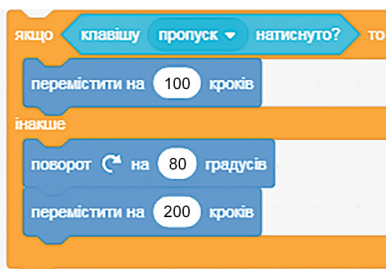 якщо клавішу пропуск натиснуто? то
перемістити на 100 кроків
інакше
поворот на 80 градусів
перемістити на 200 кроків